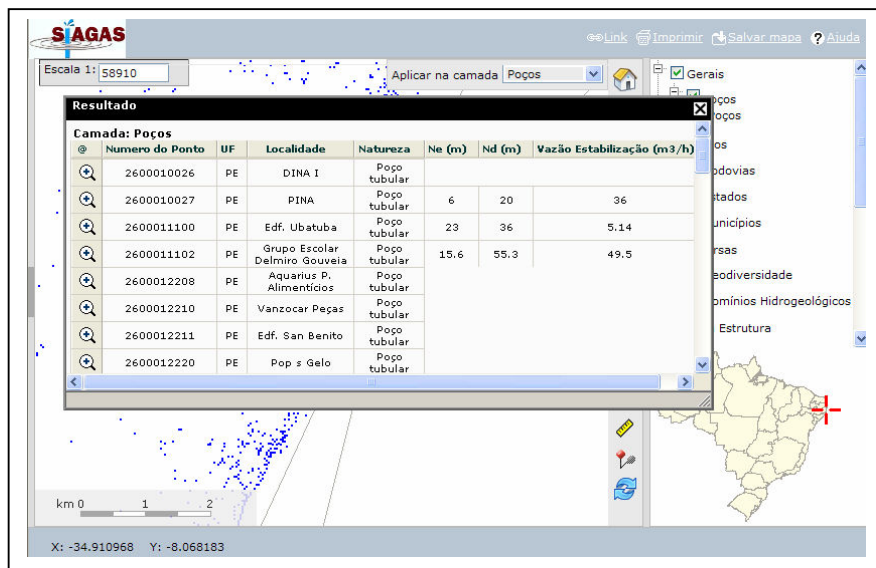 SIAGAS
Link Imprimir Salvar mapa ? Ajuda
Escala 1: 58910
Aplicar na camada Poços
Gerais
oços
Poços
os
odovias
stados
unicípios
rsas
eodiversidade
omínios Hidrogeológicos
Estrutura
Resultado
Camada: Poços
@ Numero do Ponto UF Localidade Natureza Ne (m) Nd (m) Vazão Estabilização (m3/h)
2600010026 PE DINA I Poço tubular
2600010027 PE PINA Poço tubular 6 20 36
2600011100 PE Edf. Ubatuba Poço tubular 23 36 5.14
2600011102 PE Grupo Escolar Delmiro Gouveia Poço tubular 15.6 55.3 49.5
2600012208 PE Aquarius P. Alimentícios Poço tubular
2600012210 PE Vanzocar Peças Poço tubular
2600012211 PE Edf. San Benito Poço tubular
2600012220 PE Pop s Gelo Poço tubular
km 0 1 2
X: -34.910968 Y: -8.068183